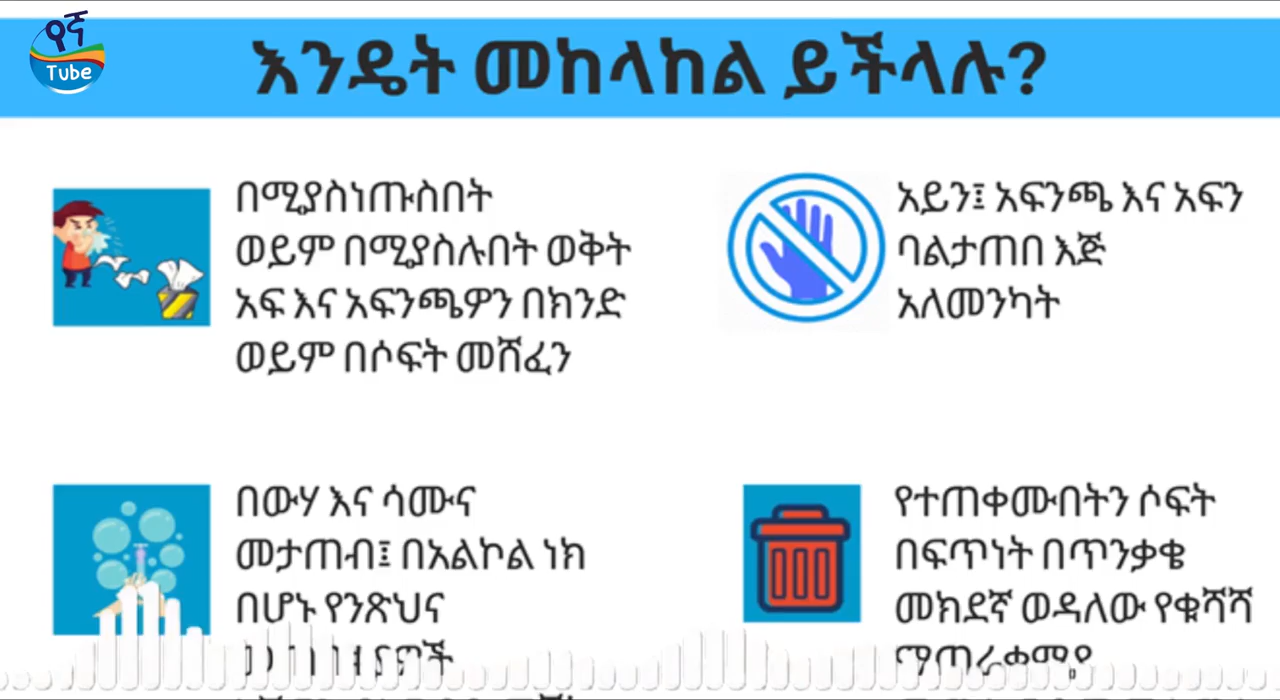 የኛ
Tube
እንዴት መከላከል ይችላሉ?
በሚያስነጡስበት
ወይም በሚያስሉበት ወቅት
አፍ እና አፍንጫዎን በክንድ
ወይም በሶፍት መሸፈን
አይን፤ አፍንጫ እና አፍን
ባልታጠበ እጅ
አለመንካት
በውሃ እና ሳሙና
መታጠብ፤ በአልኮል ነክ
በሆኑ የንጽህና
የተጠቀሙበትን ሶፍት
በፍጥነት በጥንቃቄ
መክደኛ ወዳለው የቁሻሻ